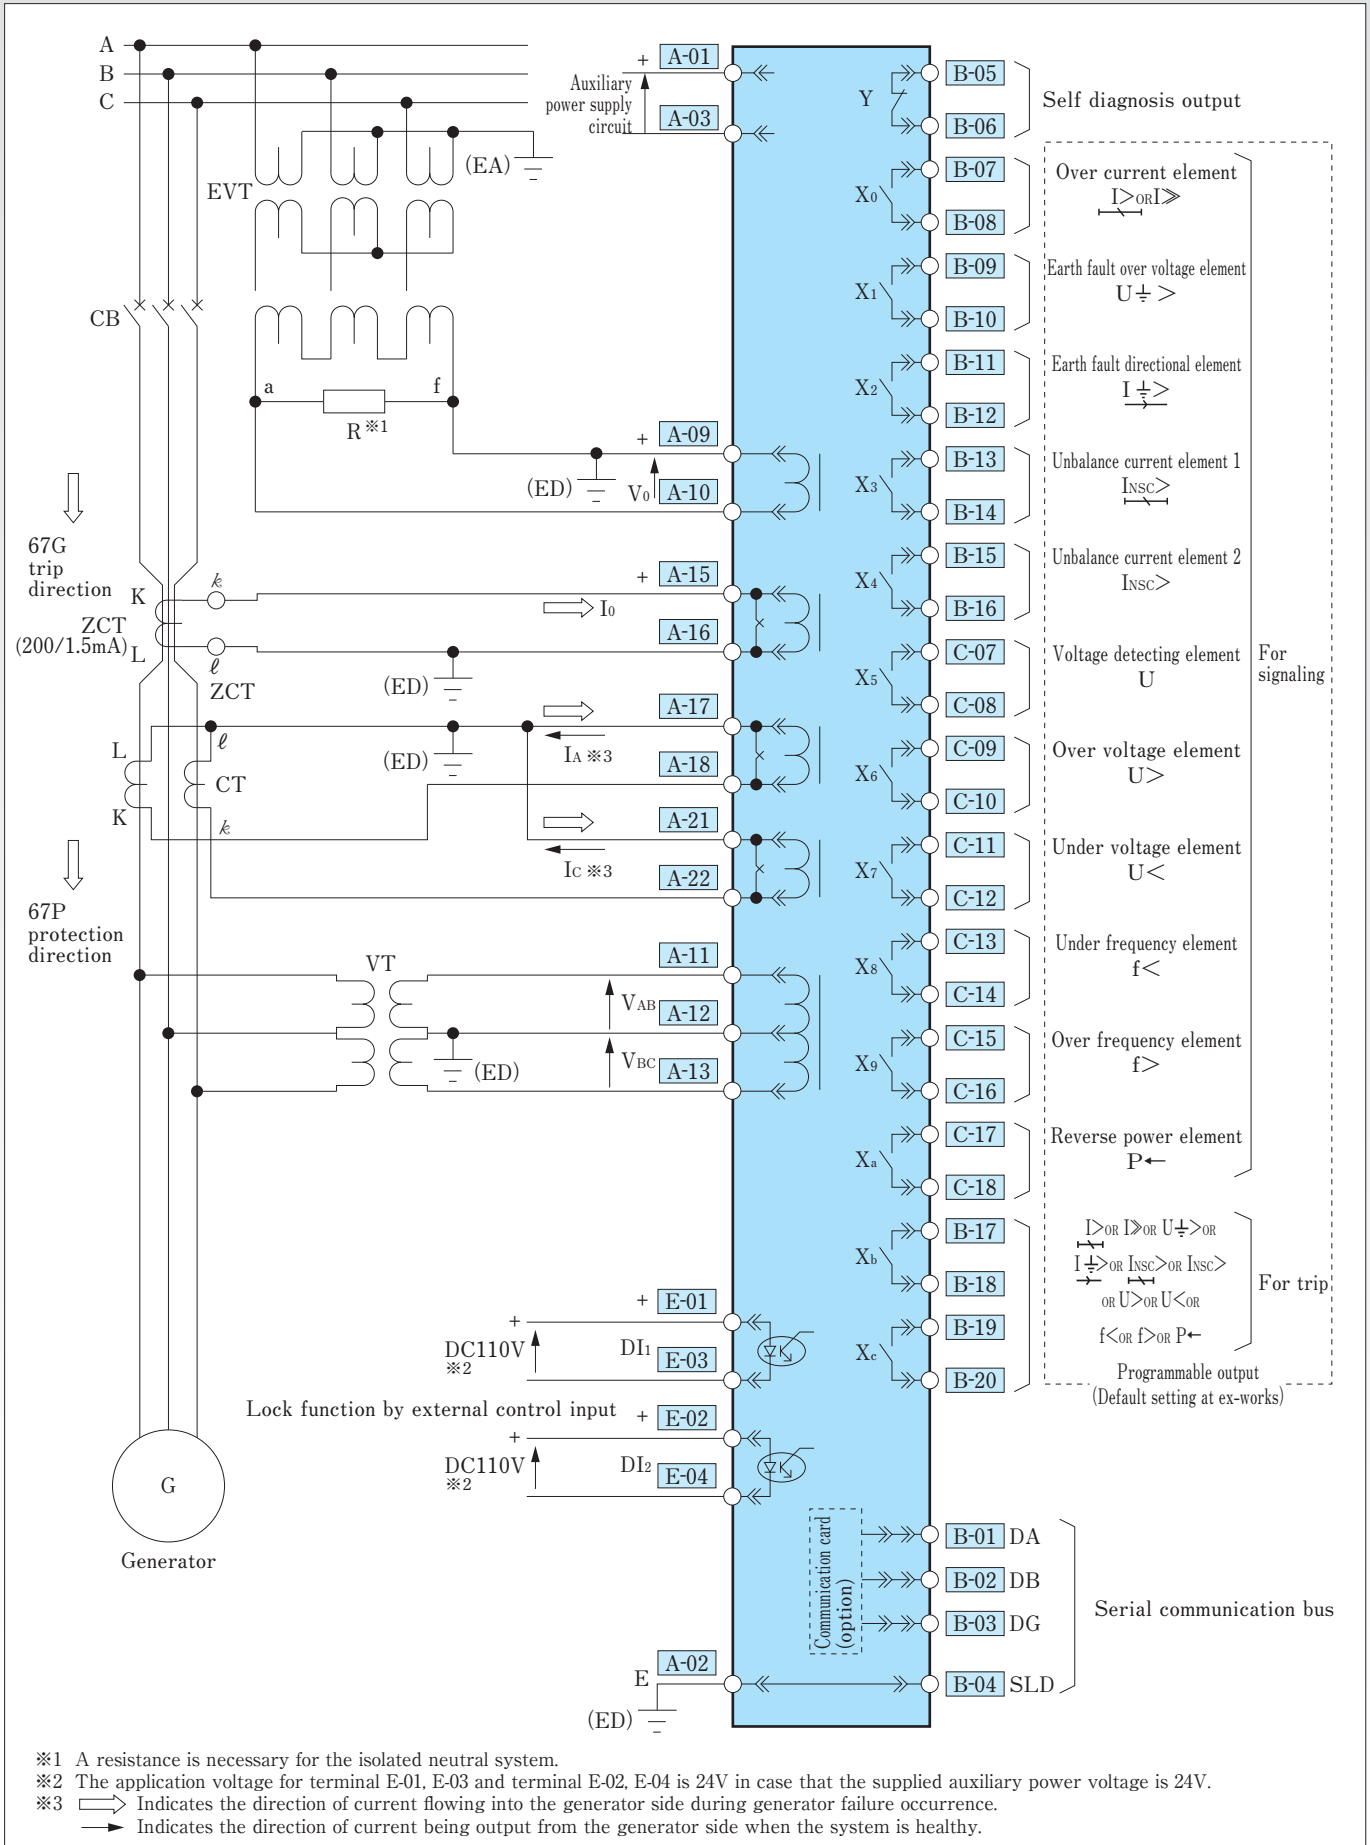 A
B
C
EVT
(EA)
CB
a
f
R ※1
67G
trip
direction
K
k
ZCT
(200/1.5mA)
L
ℓ
ZCT
L
ℓ
CT
K
k
67P
protection
direction
VT
G
Generator
+ A-01
Auxiliary
power supply
circuit
A-03
+ A-09
(ED)
V0
A-10
+ A-15
I0
A-16
(ED)
A-17
(ED)
IA ※3
A-18
A-21
IC ※3
A-22
A-11
VAB
A-12
(ED)
VBC
A-13
+ E-01
+
DC110V
※2
DI1
E-03
Lock function by external control input
+ E-02
+
DC110V
※2
DI2
E-04
E
A-02
(ED)
Y
B-05
B-06
Self diagnosis output
X0
B-07
B-08
Over current element
I>ORI≫
X1
B-09
B-10
Earth fault over voltage element
U⏚>
X2
B-11
B-12
Earth fault directional element
I⏚>
X3
B-13
B-14
Unbalance current element 1
INSC>
X4
B-15
B-16
Unbalance current element 2
INSC>
X5
C-07
C-08
Voltage detecting element
U
For
signaling
X6
C-09
C-10
Over voltage element
U>
X7
C-11
C-12
Under voltage element
U<
X8
C-13
C-14
Under frequency element
f<
X9
C-15
C-16
Over frequency element
f>
Xa
C-17
C-18
Reverse power element
P←
Xb
B-17
B-18
Xc
B-19
B-20
I>OR I≫OR U⏚>OR
I⏚>OR INSC>OR INSC>
OR U>OR U<OR
f<OR f>OR P←
For trip
Programmable output
(Default setting at ex-works)
Communication card
(option)
B-01 DA
B-02 DB
B-03 DG
B-04 SLD
Serial communication bus
※1 A resistance is necessary for the isolated neutral system.
※2 The application voltage for terminal E-01, E-03 and terminal E-02, E-04 is 24V in case that the supplied auxiliary power voltage is 24V.
※3 ⇨ Indicates the direction of current flowing into the generator side during generator failure occurrence.
→ Indicates the direction of current being output from the generator side when the system is healthy.